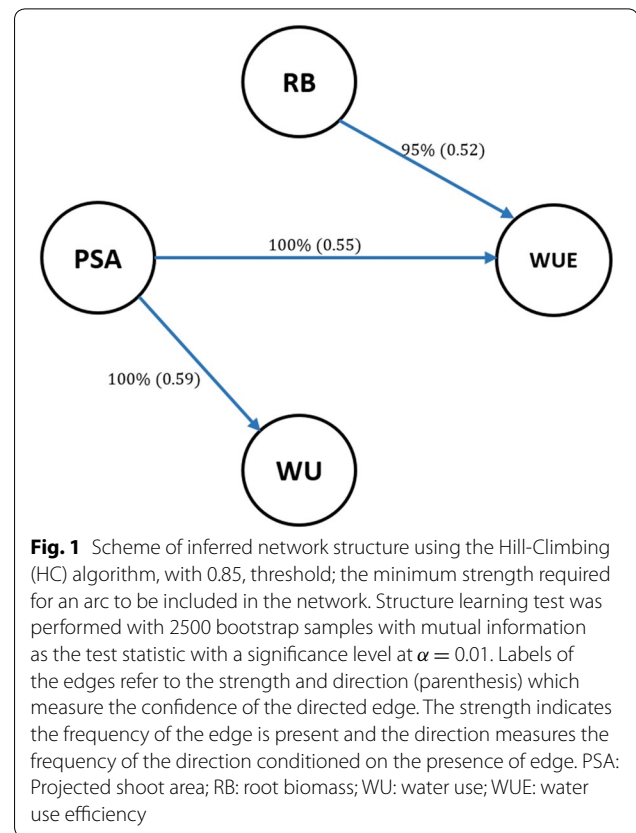 RB
95% (0.52)
PSA
100% (0.55)
WUE
100% (0.59)
WU
Fig. 1 Scheme of inferred network structure using the Hill-Climbing
(HC) algorithm, with 0.85, threshold; the minimum strength required
for an arc to be included in the network. Structure learning test was
performed with 2500 bootstrap samples with mutual information
as the test statistic with a significance level at α = 0.01. Labels of
the edges refer to the strength and direction (parenthesis) which
measure the confidence of the directed edge. The strength indicates
the frequency of the edge is present and the direction measures the
frequency of the direction conditioned on the presence of edge. PSA:
Projected shoot area; RB: root biomass; WU: water use; WUE: water
use efficiency